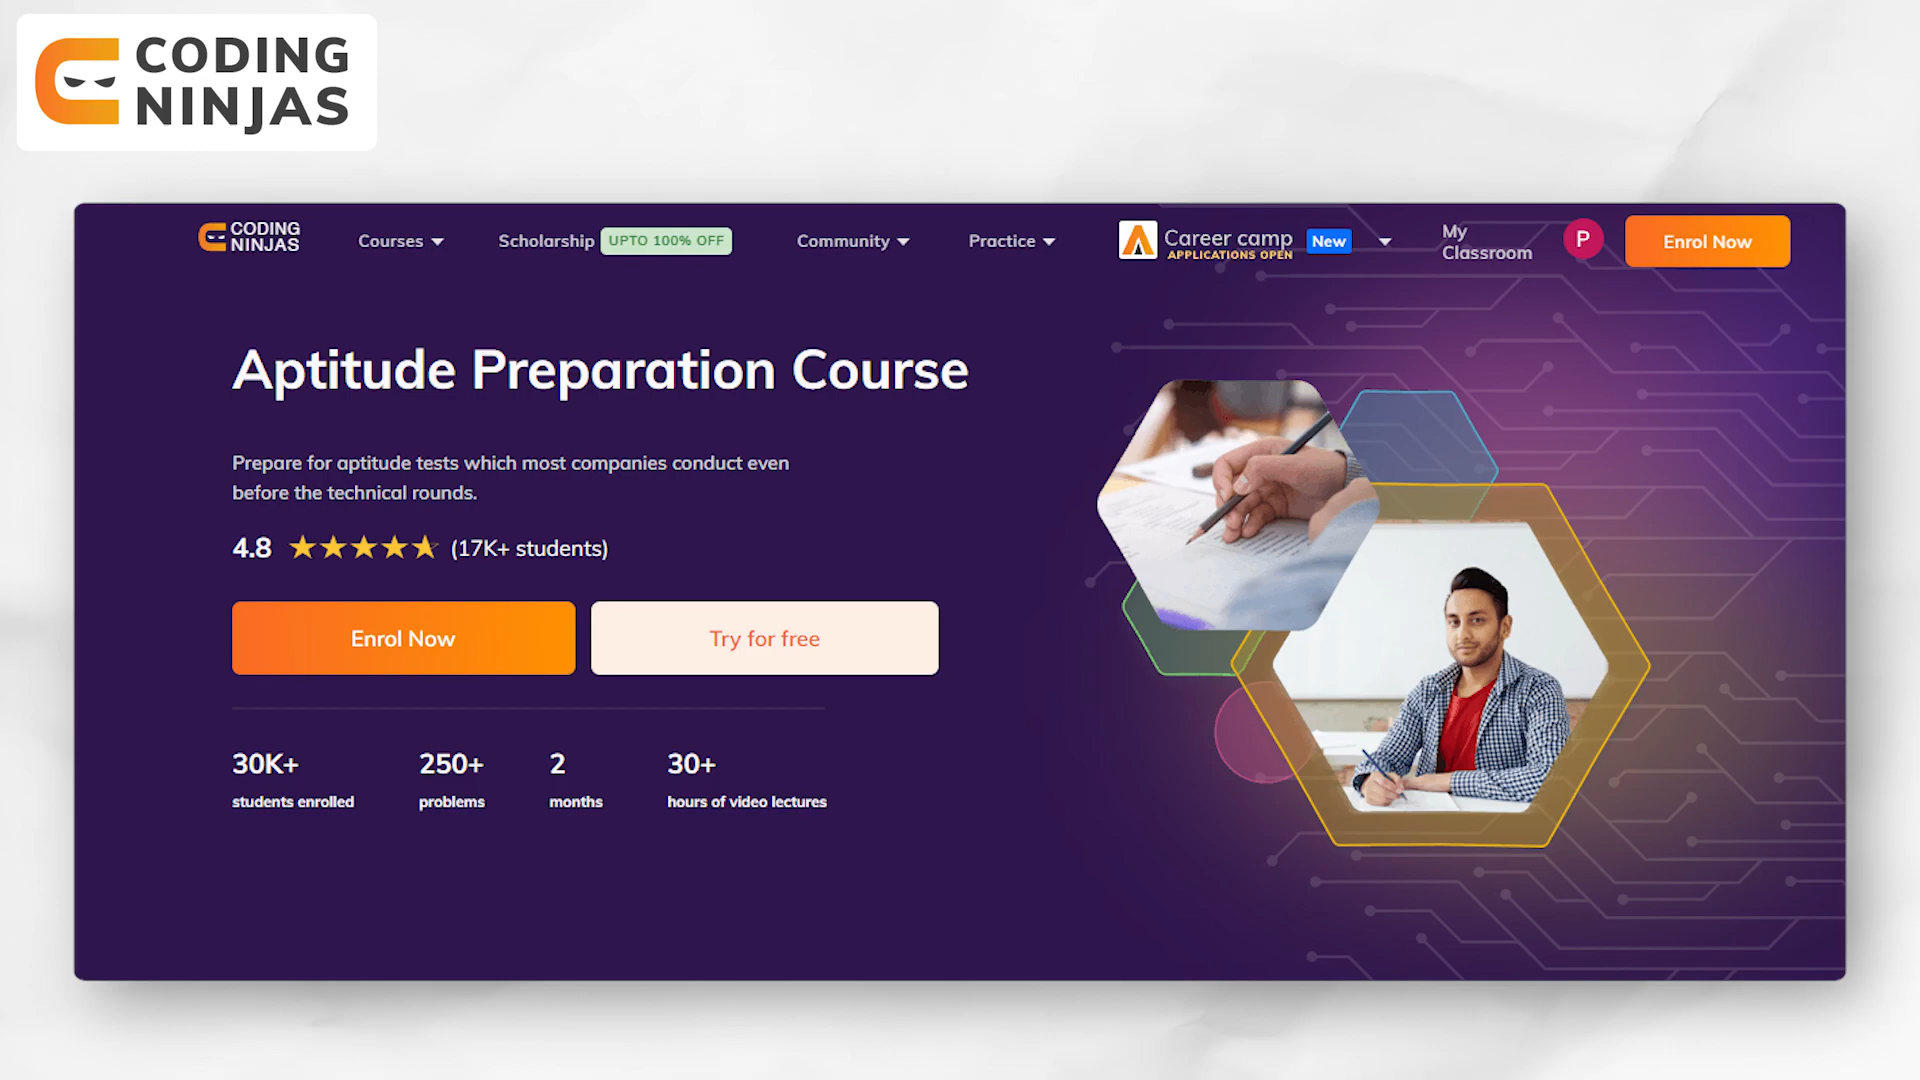 CODING
NINJAS
CODING
NINJAS
Courses
Scholarship UPTO 100% OFF
Community
Practice
Career camp New
APPLICATIONS OPEN
My
Classroom
P
Enrol Now
Aptitude Preparation Course
Prepare for aptitude tests which most companies conduct even
before the technical rounds.
4.8 (17K+ students)
Enrol Now
Try for free
30K+
students enrolled
250+
problems
2
months
30+
hours of video lectures